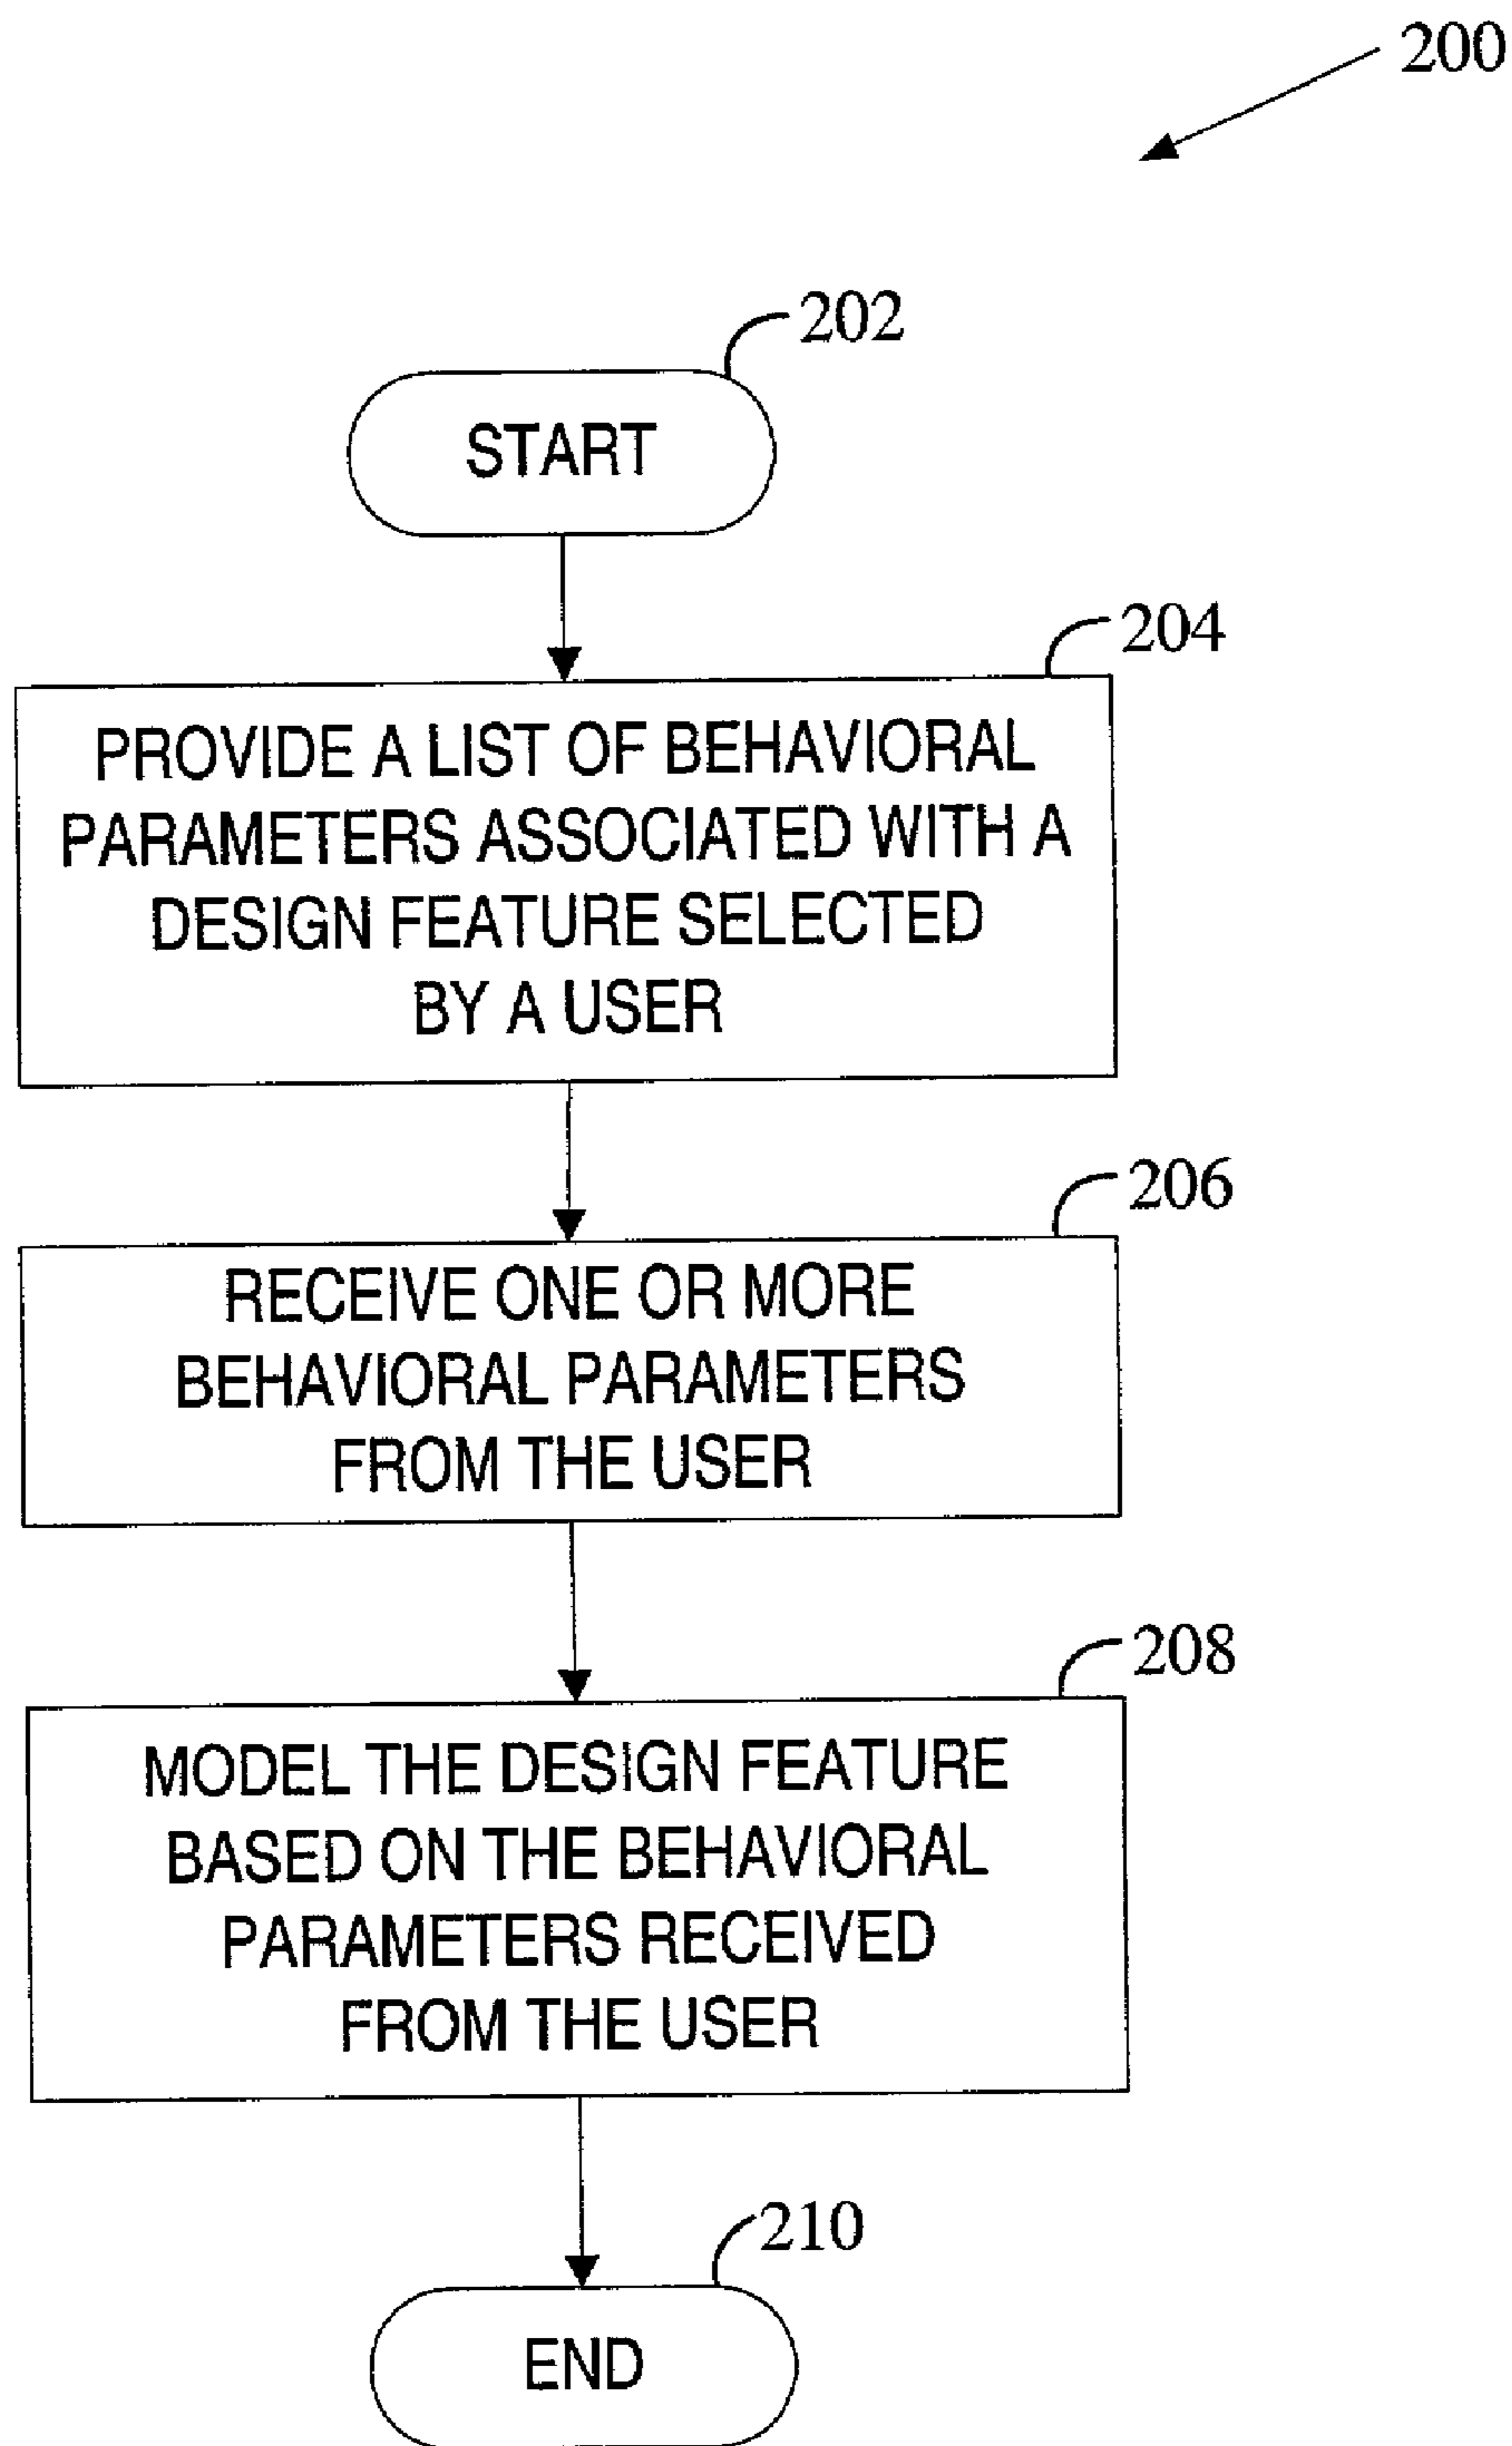 200
202
START
204
PROVIDE A LIST OF BEHAVIORAL
PARAMETERS ASSOCIATED WITH A
DESIGN FEATURE SELECTED
BY A USER
206
RECEIVE ONE OR MORE
BEHAVIORAL PARAMETERS
FROM THE USER
208
MODEL THE DESIGN FEATURE
BASED ON THE BEHAVIORAL
PARAMETERS RECEIVED
FROM THE USER
210
END